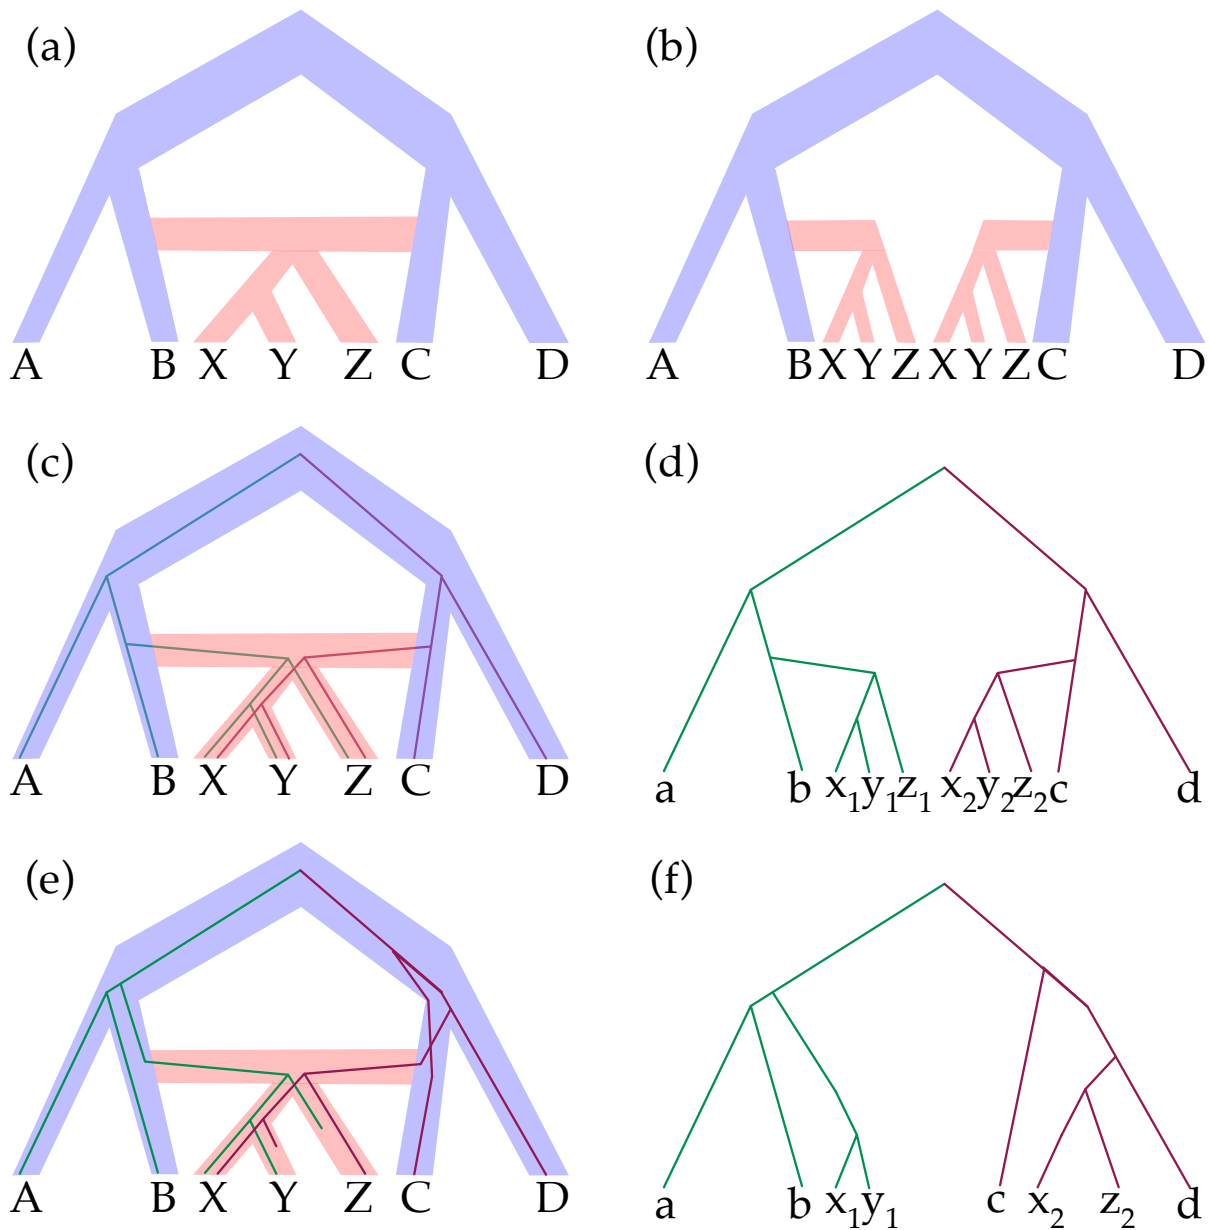 (a)
(b)
A B X Y Z C D
A B X Y Z X Y Z C D
(c)
(d)
A B X Y Z C D
a b x1 y1 z1 x2 y2 z2 c d
(e)
(f)
A B X Y Z C D
a b x1 y1 c x2 z2 d